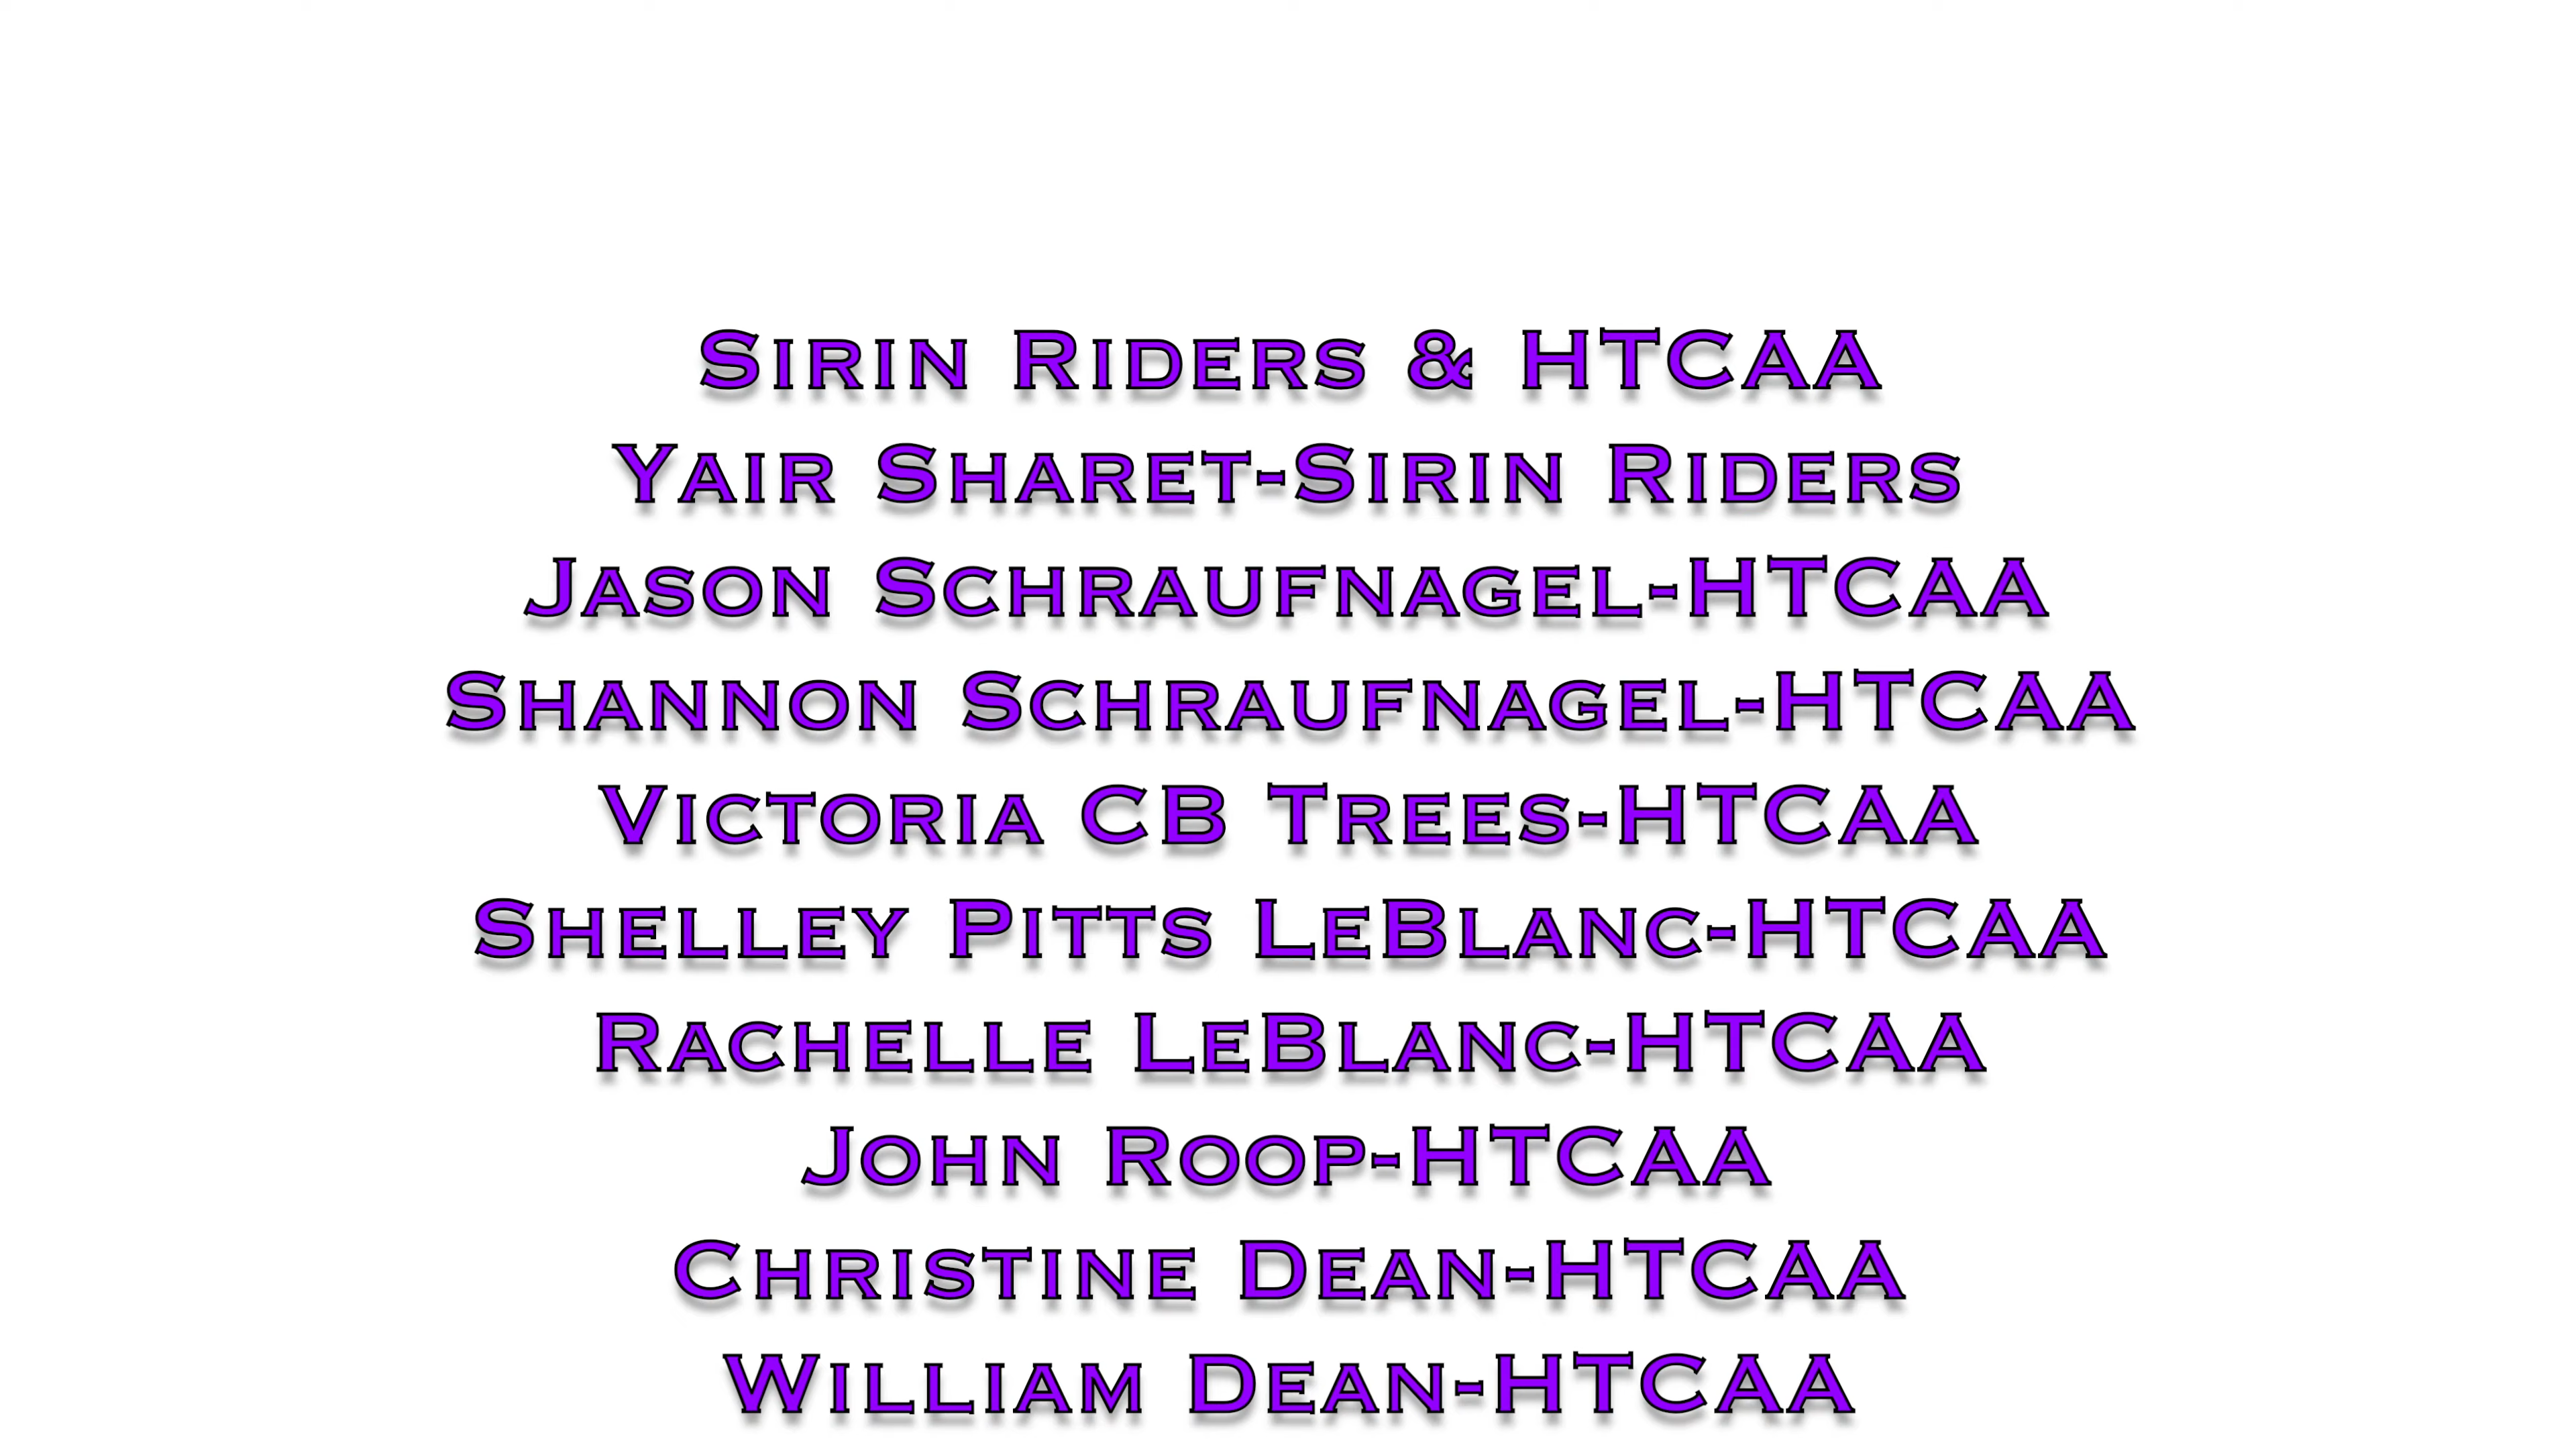 Sirin Riders & HTCAA
Yair Sharet-Sirin Riders
Jason Schraufnagel-HTCAA
Shannon Schraufnagel-HTCAA
Victoria CB Trees-HTCAA
Shelley Pitts LeBlanc-HTCAA
Rachelle LeBlanc-HTCAA
John Roop-HTCAA
Christine Dean-HTCAA
William Dean-HTCAA